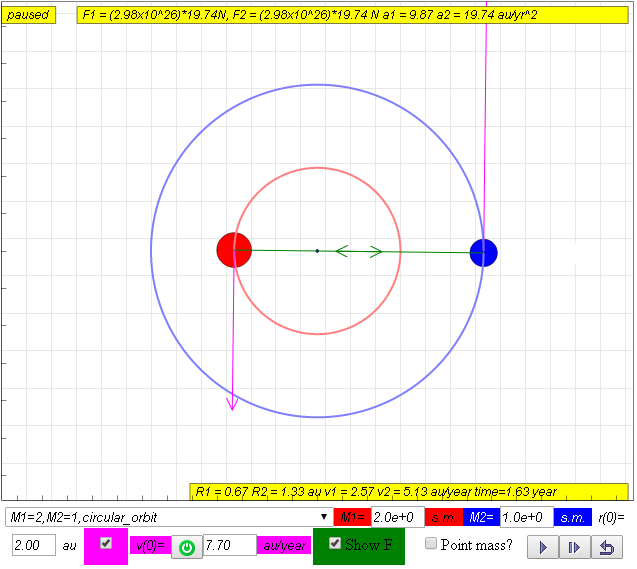 paused F1 = (2.98x10^26)*19.74N, F2 = (2.98x10^26)*19.74 N a1 = 9.87 a2 = 19.74 au/yr^2
R1 = 0.67 R2 = 1.33 au v1 = 2.57 v2 = 5.13 au/year time=1.63 year
M1=2,M2=1,circular_orbit M1= 2.0e+0 s.m. M2= 1.0e+0 s.m. r(0)=
2.00 au v(0)= 7.70 au/year Show F Point mass?